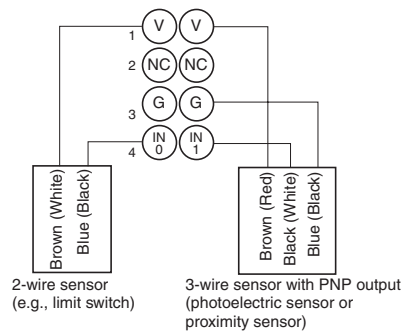 1 V V
2 NC NC
3 G G
4 IN 0 IN 1
Brown (White)
Blue (Black)
Brown (Red)
Black (White)
Blue (Black)
2-wire sensor
(e.g., limit switch)
3-wire sensor with PNP output
(photoelectric sensor or
proximity sensor)